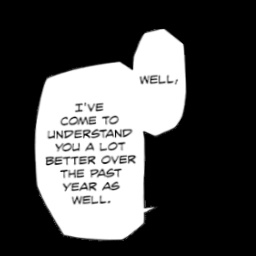 WELL,
I'VE
COME TO
UNDERSTAND
YOU A LOT
BETTER OVER
THE PAST
YEAR AS
WELL.